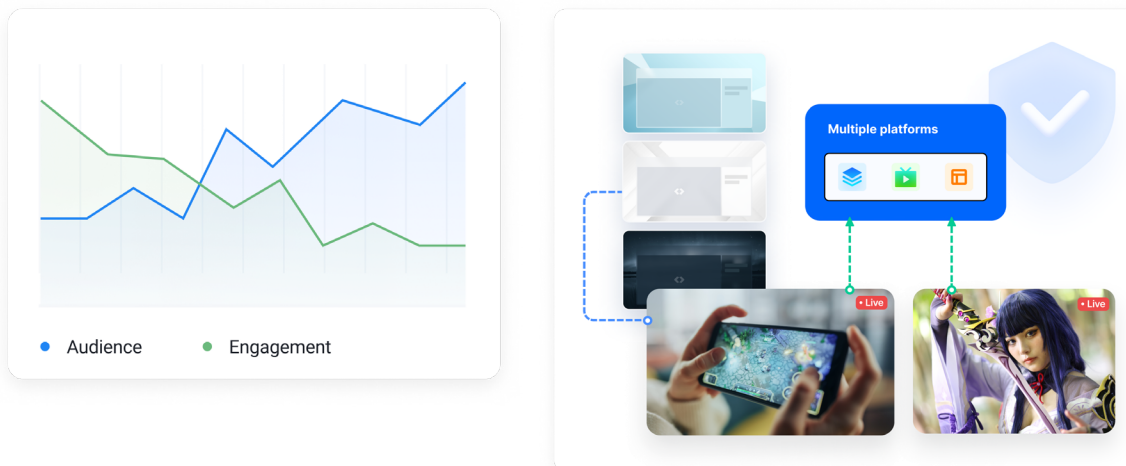 Audience
Engagement
Multiple platforms
• Live
• Live